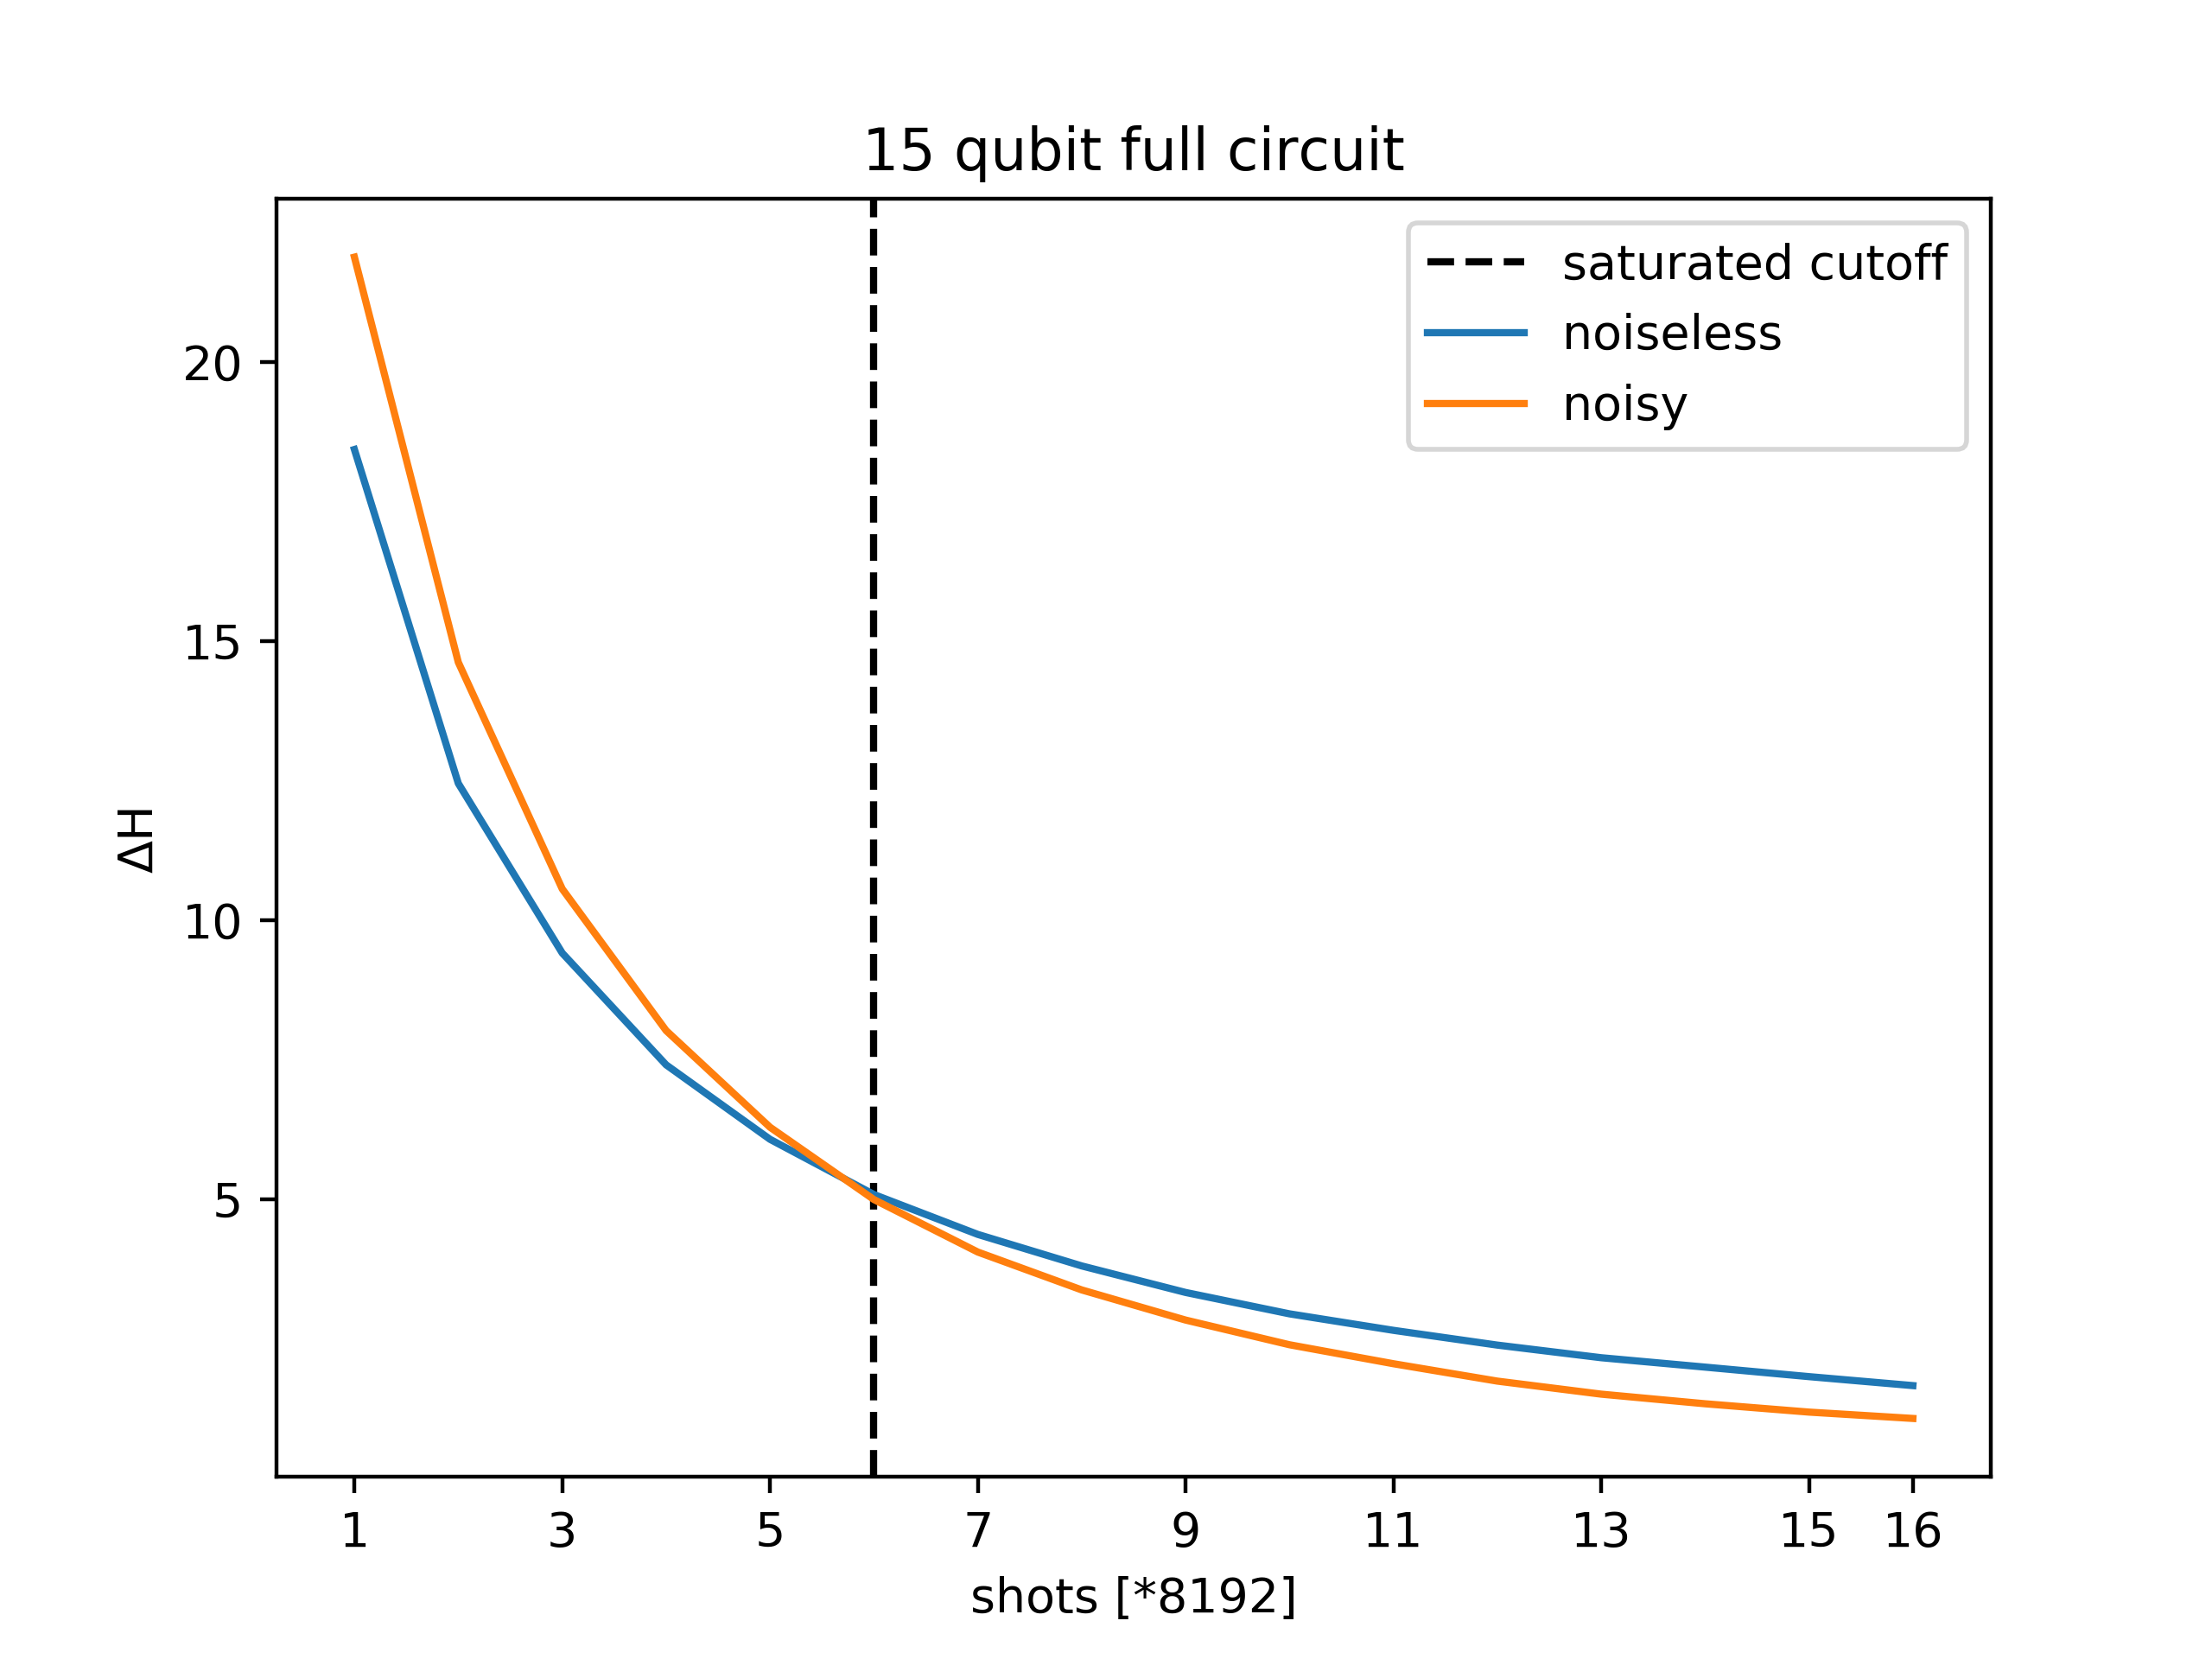 15 qubit full circuit
saturated cutoff
noiseless
noisy
20
15
10
5
ΔH
1 3 5 7 9 11 13 15 16
shots [*8192]